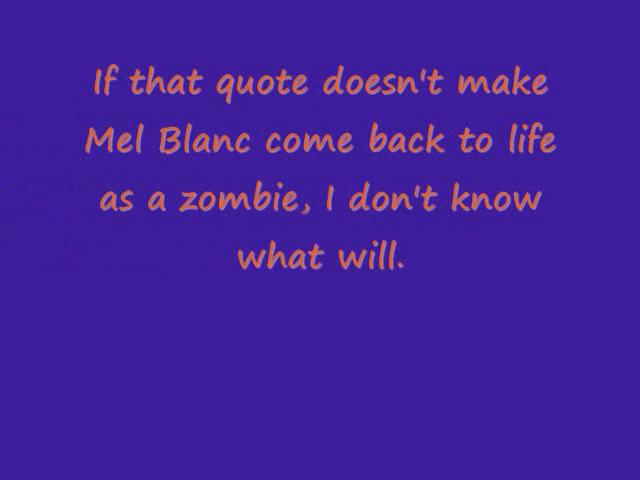 If that quote doesn't make
Mel Blanc come back to life
as a zombie, I don't know
what will.